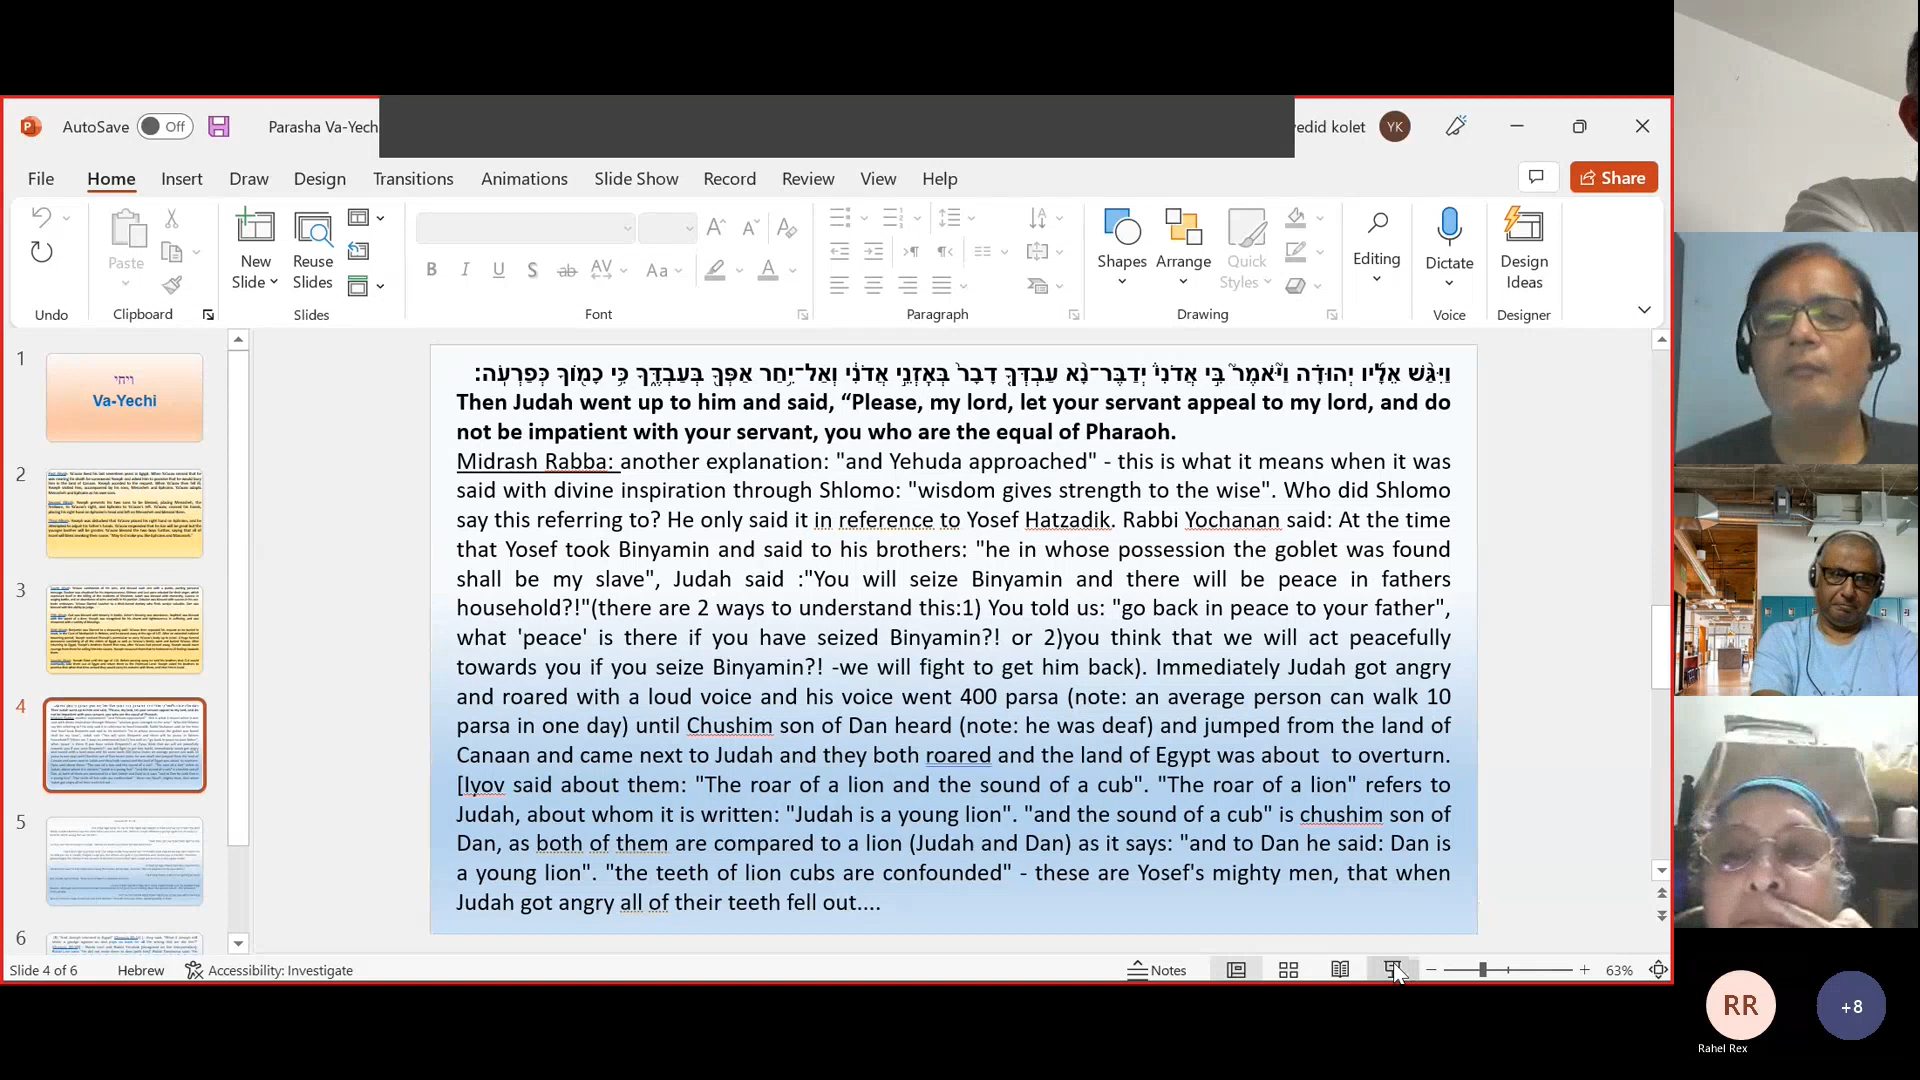 AutoSave Off Parasha Va-Yech edid kolet YK
File Home Insert Draw Design Transitions Animations Slide Show Record Review View Help Share
Paste New Slide Reuse Slides B I U S ab AV Aa A Shapes Arrange Quick Styles Editing Dictate Design Ideas
Undo Clipboard Slides Font Paragraph Drawing Voice Designer
1
ויחי
Va-Yechi
2
3
4
5
6
וַיִּגַּשׁ אֵלָיו יְהוּדָה וַיֹּאמֶר בִּי אֲדֹנִי יְדַבֶּר־נָא עַבְדְּךָ דָבָר בְּאׇזְנֵי אֲדֹנִי וְאַל־יִחַר אַפְּךָ בְּעַבְדֶּךָ כִּי כָמוֹךָ כְּפַרְעֹה׃
Then Judah went up to him and said, “Please, my lord, let your servant appeal to my lord, and do
not be impatient with your servant, you who are the equal of Pharaoh.
Midrash Rabba: another explanation: "and Yehuda approached" - this is what it means when it was
said with divine inspiration through Shlomo: "wisdom gives strength to the wise". Who did Shlomo
say this referring to? He only said it in reference to Yosef Hatzadik. Rabbi Yochanan said: At the time
that Yosef took Binyamin and said to his brothers: "he in whose possession the goblet was found
shall be my slave", Judah said :"You will seize Binyamin and there will be peace in fathers
household?!"(there are 2 ways to understand this:1) You told us: "go back in peace to your father",
what 'peace' is there if you have seized Binyamin?! or 2)you think that we will act peacefully
towards you if you seize Binyamin?! -we will fight to get him back). Immediately Judah got angry
and roared with a loud voice and his voice went 400 parsa (note: an average person can walk 10
parsa in one day) until Chushim son of Dan heard (note: he was deaf) and jumped from the land of
Canaan and came next to Judah and they both roared and the land of Egypt was about to overturn.
[Iyov said about them: "The roar of a lion and the sound of a cub". "The roar of a lion" refers to
Judah, about whom it is written: "Judah is a young lion". "and the sound of a cub" is chushim son of
Dan, as both of them are compared to a lion (Judah and Dan) as it says: "and to Dan he said: Dan is
a young lion". "the teeth of lion cubs are confounded" - these are Yosef's mighty men, that when
Judah got angry all of their teeth fell out....
Slide 4 of 6 Hebrew Accessibility: Investigate Notes 63%
RR +8
Rahel Rex